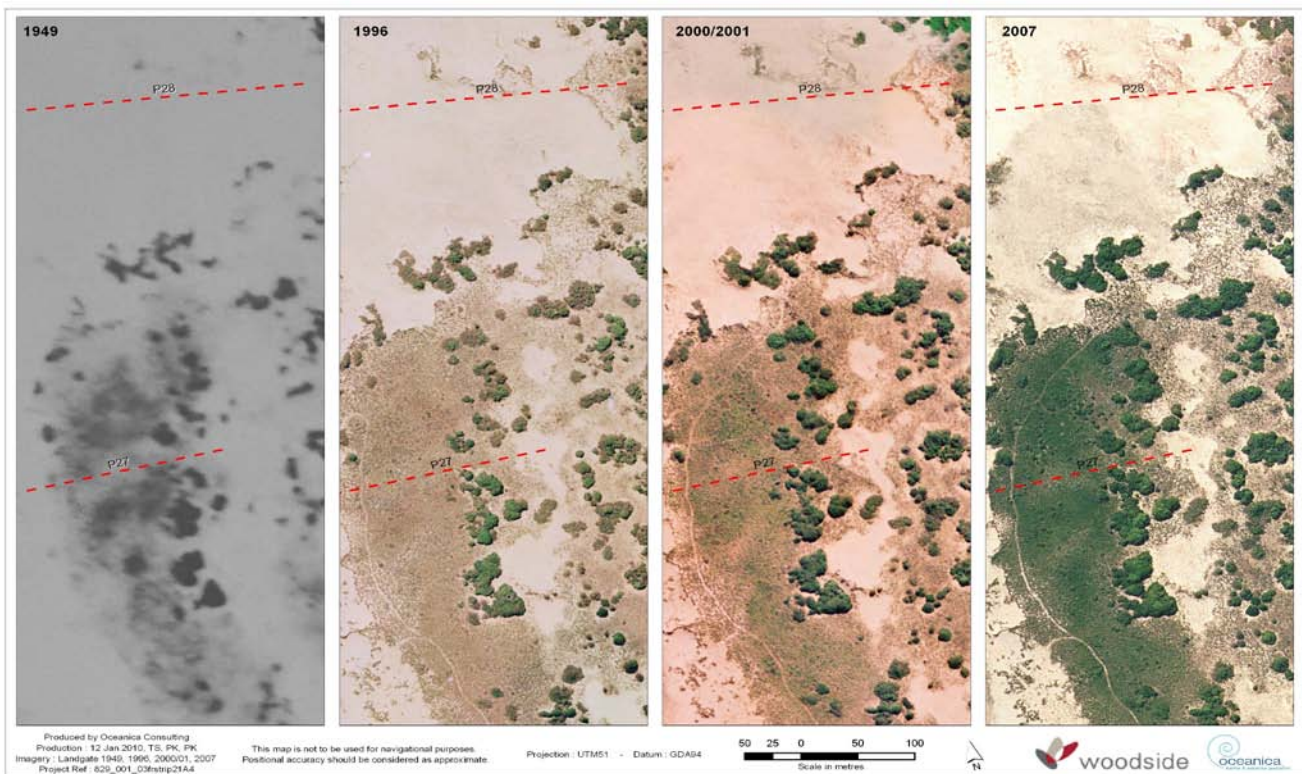 1949
1996
2000/2001
2007
P28
P28
P28
P28
P27
P27
P27
P27
Produced by Oceanica Consulting
Production : 12 Jan 2010, TS, PK, PK
Imagery : Landgate 1949, 1996, 2000/01, 2007
Project Ref : 829_001_03frstrip21A4
This map is not to be used for navigational purposes.
Positional accuracy should be considered as approximate.
Projection : UTM51 - Datum : GDA94
50 25 0 50 100
Scale in metres
N
woodside
oceanica